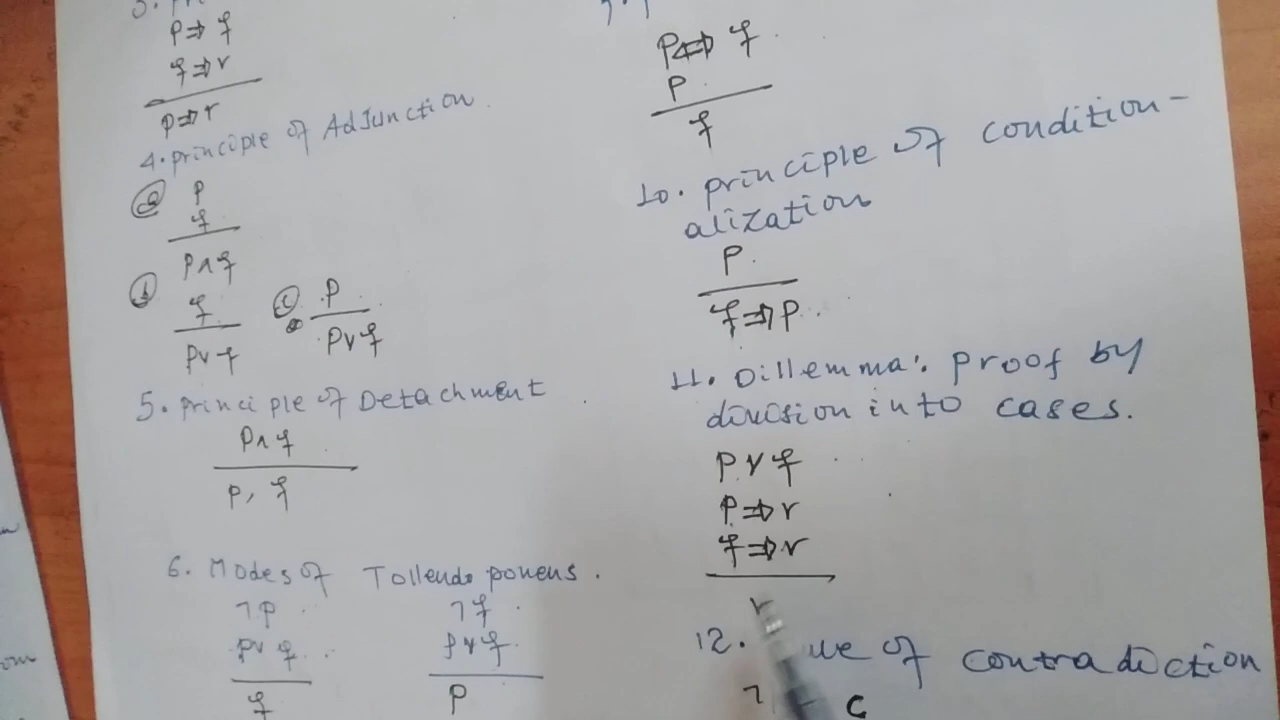 3.
p⇒q
q⇒r
p⇒r
4. principle of AdJunction.
ⓐ p
q
p∧q
ⓑ q
p∨q
ⓒ p
p∨q
5. principle of Detachment
p∧q
p, q
6. Modes of Tollendo ponens.
¬p
p∨q
q
¬q
p∨q
p
p⇔q
p
q
10. principle of condition-
alization
p
q⇒p
11. Dillemma: proof by
division into cases.
p∨q
p⇒r
q⇒r
r
12. of contradiction
¬ c